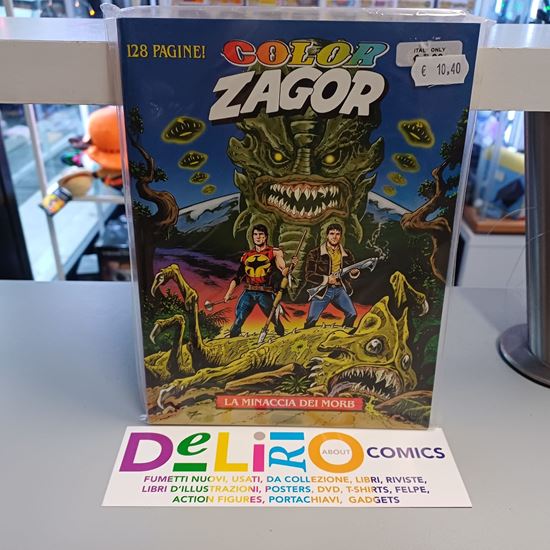 128 PAGINE!
COLOR
ZAGOR
ITALY ONLY
€ 10,40
LA MINACCIA DEI MORB
DeLiRiO
ABOUT
COMICS
FUMETTI NUOVI, USATI, DA COLLEZIONE, LIBRI, RIVISTE,
LIBRI D'ILLUSTRAZIONI, POSTERS, DVD, T-SHIRTS, FELPE,
ACTION FIGURES, PORTACHIAVI, GADGETS